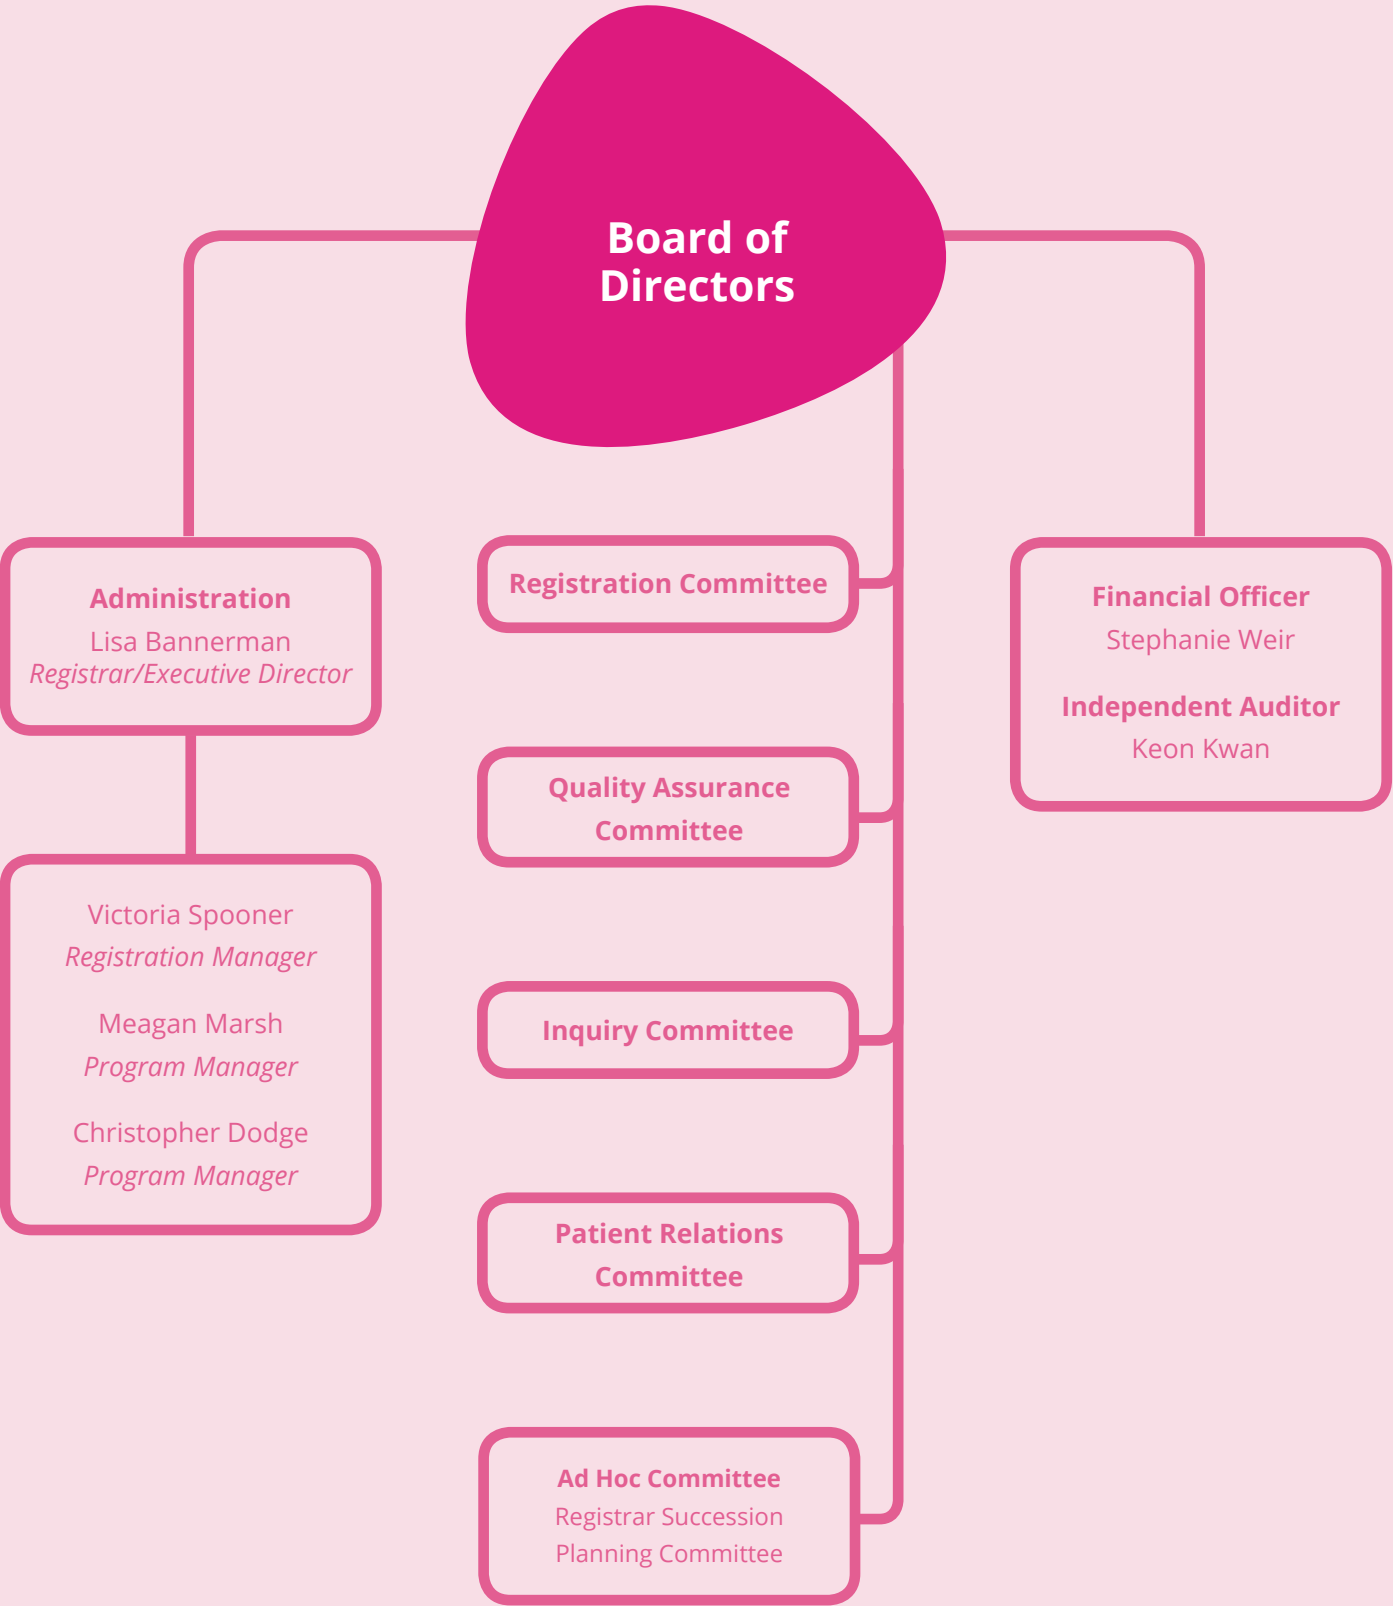 Board of
Directors
Administration
Lisa Bannerman
Registrar/Executive Director
Victoria Spooner
Registration Manager
Meagan Marsh
Program Manager
Christopher Dodge
Program Manager
Registration Committee
Quality Assurance
Committee
Inquiry Committee
Patient Relations
Committee
Ad Hoc Committee
Registrar Succession
Planning Committee
Financial Officer
Stephanie Weir
Independent Auditor
Keon Kwan